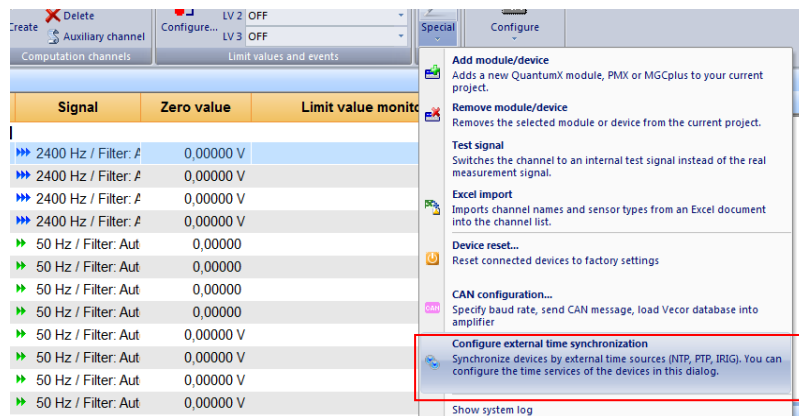 Delete
Create
Auxiliary channel
Computation channels
Configure...
LV 2 OFF
LV 3 OFF
Limit values and events
Special
Configure
Signal Zero value Limit value monito
2400 Hz / Filter: A 0,00000 V
2400 Hz / Filter: A 0,00000 V
2400 Hz / Filter: A 0,00000 V
2400 Hz / Filter: A 0,00000 V
50 Hz / Filter: Aut 0,00000
50 Hz / Filter: Aut 0,00000
50 Hz / Filter: Aut 0,00000
50 Hz / Filter: Aut 0,00000
50 Hz / Filter: Aut 0,00000 V
50 Hz / Filter: Aut 0,00000 V
50 Hz / Filter: Aut 0,00000 V
50 Hz / Filter: Aut 0,00000 V
Add module/device
Adds a new QuantumX module, PMX or MGCplus to your current
project.
Remove module/device
Removes the selected module or device from the current project.
Test signal
Switches the channel to an internal test signal instead of the real
measurement signal.
Excel import
Imports channel names and sensor types from an Excel document
into the channel list.
Device reset...
Reset connected devices to factory settings
CAN
CAN configuration...
Specify baud rate, send CAN message, load Vecor database into
amplifier
Configure external time synchronization
Synchronize devices by external time sources (NTP, PTP, IRIG). You can
configure the time services of the devices in this dialog.
Show system log